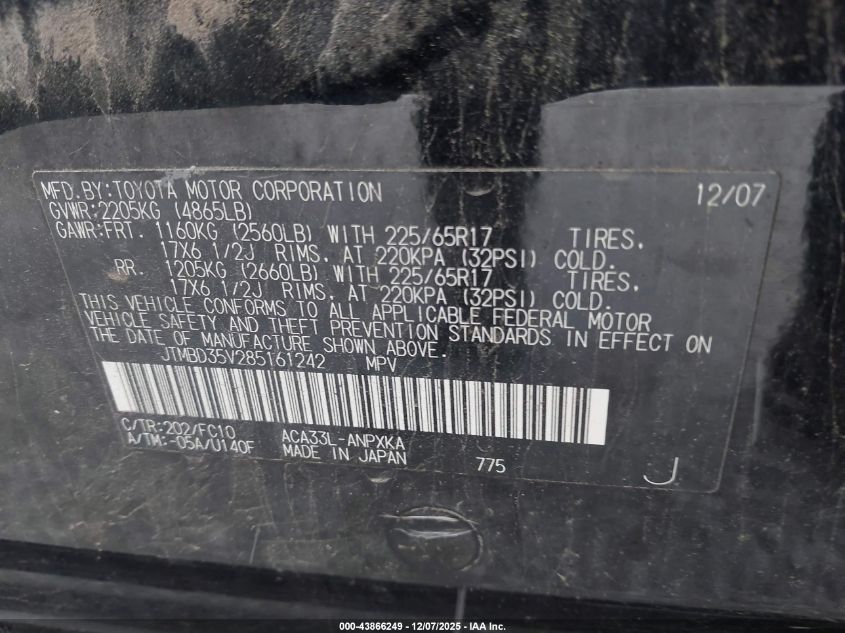 MFD.BY:TOYOTA MOTOR CORPORATION 12/07
GVWR:2205KG (4865LB)
GAWR:FRT. 1160KG (2560LB) WITH 225/65R17 TIRES.
17X6 1/2J RIMS. AT 220KPA (32PSI) COLD.
RR. 1205KG (2660LB) WITH 225/65R17 TIRES,
17X6 1/2J RIMS. AT 220KPA (32PSI) COLD.
THIS VEHICLE CONFORMS TO ALL APPLICABLE FEDERAL MOTOR
VEHICLE SAFETY AND THEFT PREVENTION STANDARDS IN EFFECT ON
THE DATE OF MANUFACTURE SHOWN ABOVE.
JTMBD35V285161242 MPV
C/TR:202/FC10 ACA33L-ANPXKA
A/TM:-05A/U140F MADE IN JAPAN 775 J
000-43866249 - 12/07/2025 - IAA Inc.